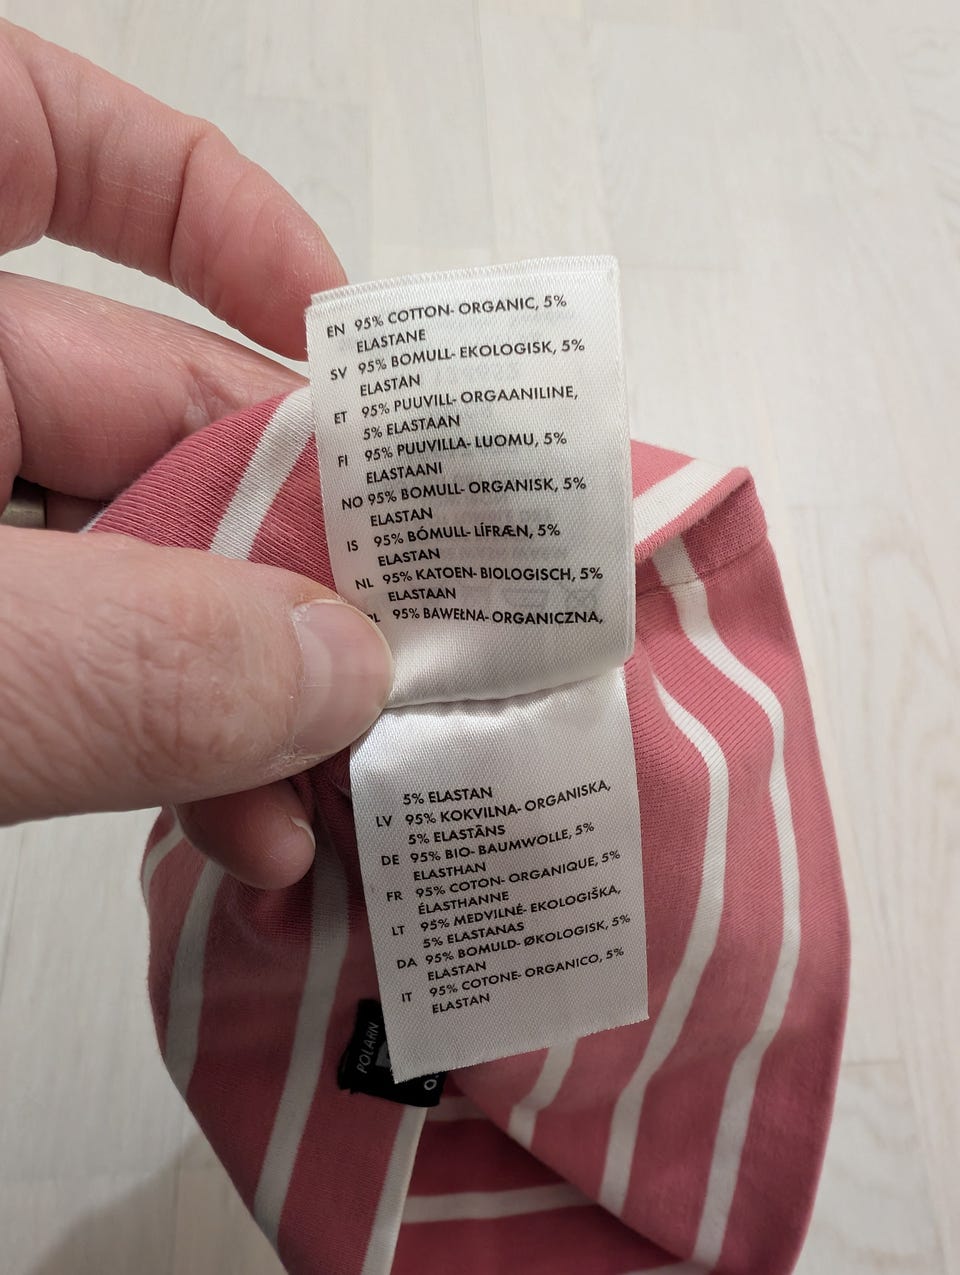 EN 95% COTTON- ORGANIC, 5%
ELASTANE
SV 95% BOMULL- EKOLOGISK, 5%
ELASTAN
ET 95% PUUVILL- ORGAANILINE,
5% ELASTAAN
FI 95% PUUVILLA- LUOMU, 5%
ELASTAANI
NO 95% BOMULL- ORGANISK, 5%
ELASTAN
IS 95% BÓMULL- LÍFRÆN, 5%
ELASTAN
NL 95% KATOEN- BIOLOGISCH, 5%
ELASTAAN
95% BAWEŁNA- ORGANICZNA,
5% ELASTAN
LV 95% KOKVILNA- ORGANISKA,
5% ELASTĀNS
DE 95% BIO- BAUMWOLLE, 5%
ELASTHAN
FR 95% COTON- ORGANIQUE, 5%
ÉLASTHANNE
LT 95% MEDVILNĖ- EKOLOGIŠKA,
5% ELASTANAS
DA 95% BOMULD- ØKOLOGISK, 5%
ELASTAN
IT 95% COTONE- ORGANICO, 5%
ELASTAN
POLARN